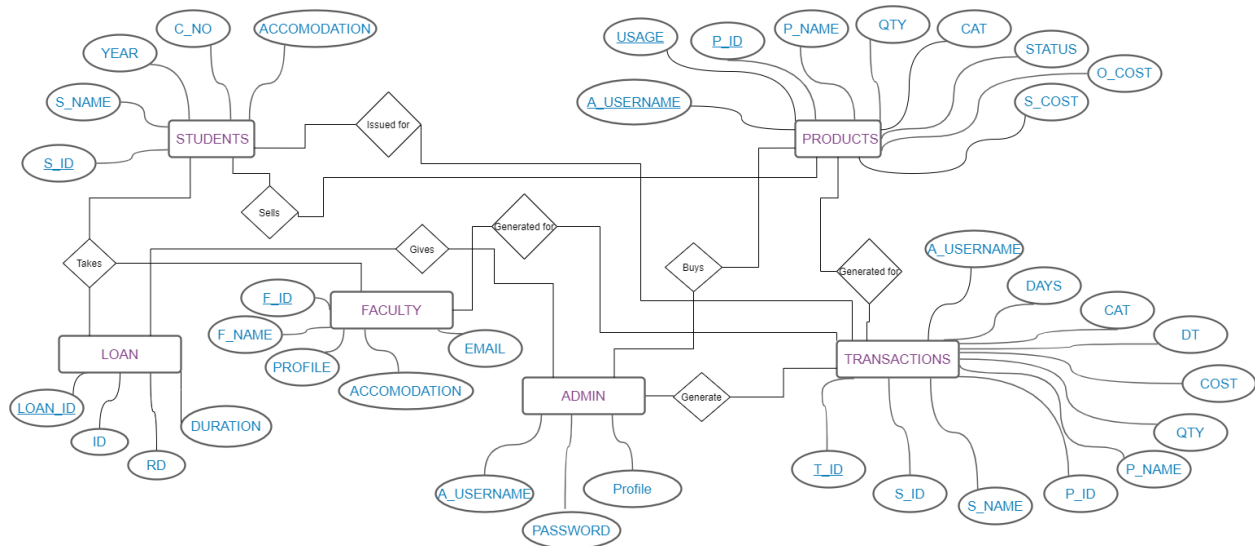 C_NO
ACCOMODATION
YEAR
S_NAME
STUDENTS
S_ID
Issued for
Sells
USAGE
P_ID
P_NAME
QTY
CAT
STATUS
O_COST
S_COST
A_USERNAME
PRODUCTS
Takes
Gives
Generated for
Buys
Generated for
F_ID
FACULTY
F_NAME
PROFILE
EMAIL
ACCOMODATION
LOAN
LOAN_ID
ID
RD
DURATION
ADMIN
Generate
A_USERNAME
PASSWORD
Profile
A_USERNAME
DAYS
CAT
DT
TRANSACTIONS
COST
QTY
P_NAME
P_ID
S_NAME
S_ID
T_ID